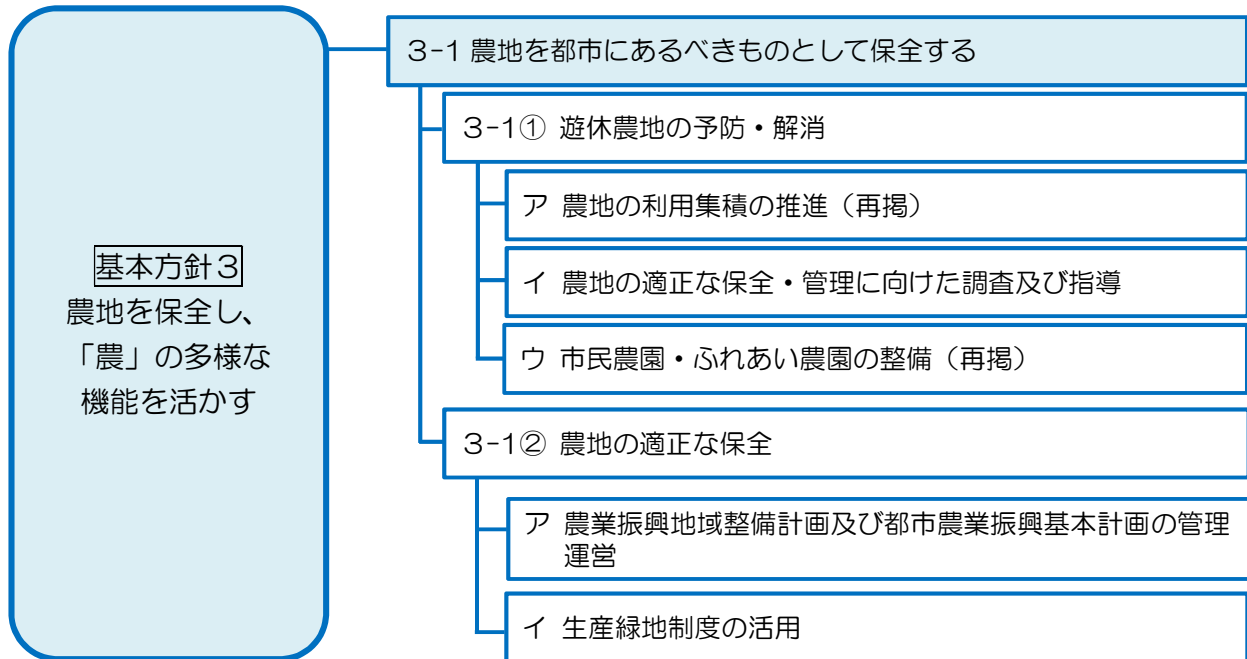 基本方針３
農地を保全し、
「農」の多様な
機能を活かす
３-１ 農地を都市にあるべきものとして保全する
３-１① 遊休農地の予防・解消
ア 農地の利用集積の推進（再掲）
イ 農地の適正な保全・管理に向けた調査及び指導
ウ 市民農園・ふれあい農園の整備（再掲）
３-１② 農地の適正な保全
ア 農業振興地域整備計画及び都市農業振興基本計画の管理
運営
イ 生産緑地制度の活用